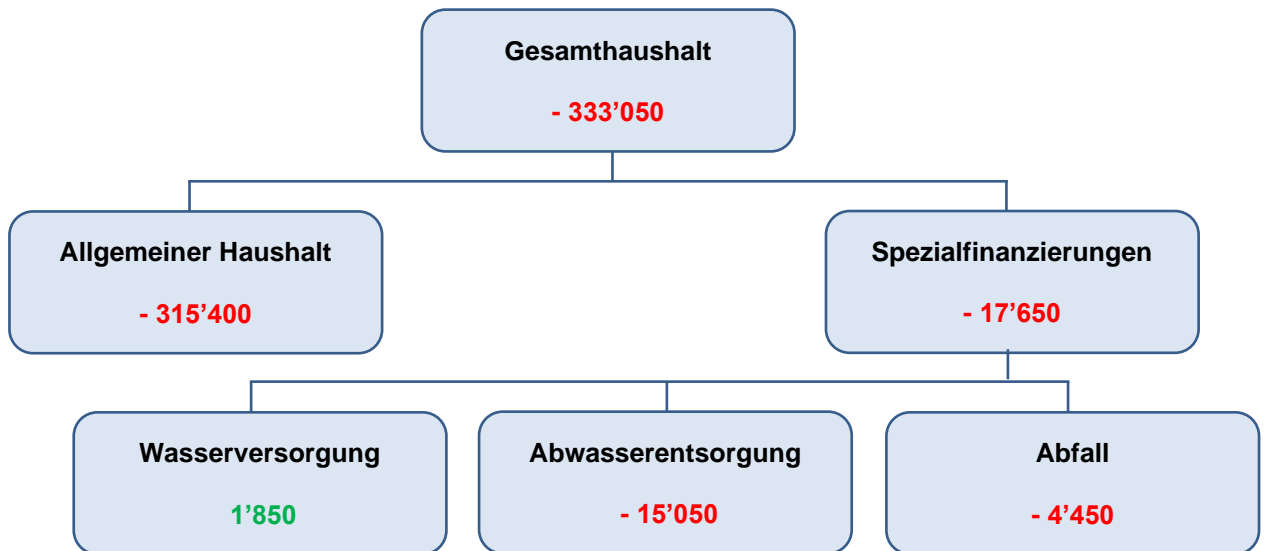 Gesamthaushalt
- 333’050
Allgemeiner Haushalt
- 315’400
Spezialfinanzierungen
- 17’650
Wasserversorgung
1’850
Abwasserentsorgung
- 15’050
Abfall
- 4’450